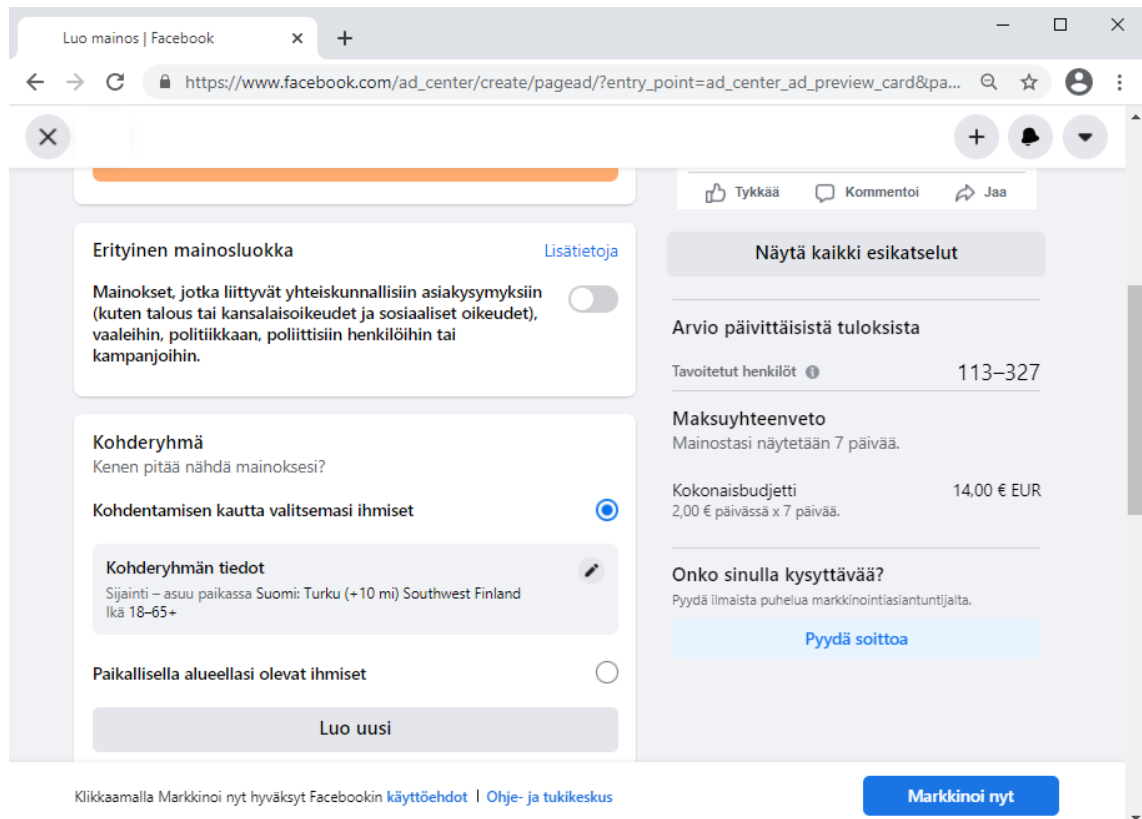 Luo mainos | Facebook
https://www.facebook.com/ad_center/create/pagead/?entry_point=ad_center_ad_preview_card&pa...
Erityinen mainosluokka
Lisätietoja
Mainokset, jotka liittyvät yhteiskunnallisiin asiakysymyksiin
(kuten talous tai kansalaisoikeudet ja sosiaaliset oikeudet),
vaaleihin, politiikkaan, poliittisiin henkilöihin tai
kampanjoihin.
Kohderyhmä
Kenen pitää nähdä mainoksesi?
Kohdentamisen kautta valitsemasi ihmiset
Kohderyhmän tiedot
Sijainti – asuu paikassa Suomi: Turku (+10 mi) Southwest Finland
Ikä 18–65+
Paikallisella alueellasi olevat ihmiset
Luo uusi
Tykkää Kommentoi Jaa
Näytä kaikki esikatselut
Arvio päivittäisistä tuloksista
Tavoitetut henkilöt 113–327
Maksuyhteenveto
Mainostasi näytetään 7 päivää.
Kokonaisbudjetti 14,00 € EUR
2,00 € päivässä x 7 päivää.
Onko sinulla kysyttävää?
Pyydä ilmaista puhelua markkinointiasiantuntijalta.
Pyydä soittoa
Klikkaamalla Markkinoi nyt hyväksyt Facebookin käyttöehdot | Ohje- ja tukikeskus
Markkinoi nyt